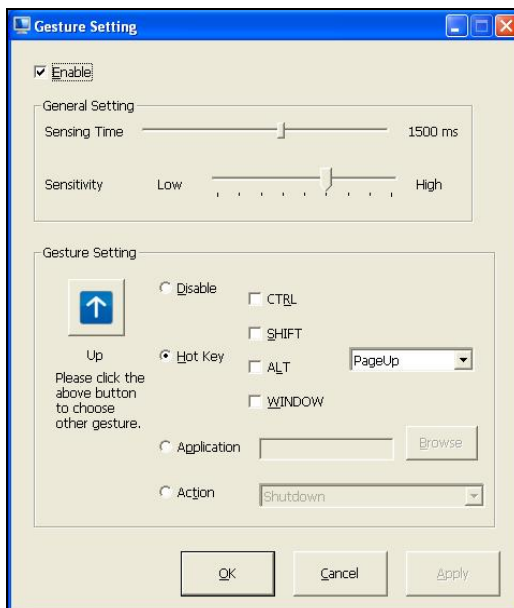 Gesture Setting
Enable
General Setting
Sensing Time 1500 ms
Sensitivity Low High
Gesture Setting
Disable
CTRL
SHIFT
Up
Hot Key
ALT
PageUp
Please click the
above button
to choose
other gesture.
WINDOW
Application Browse
Action Shutdown
OK Cancel Apply